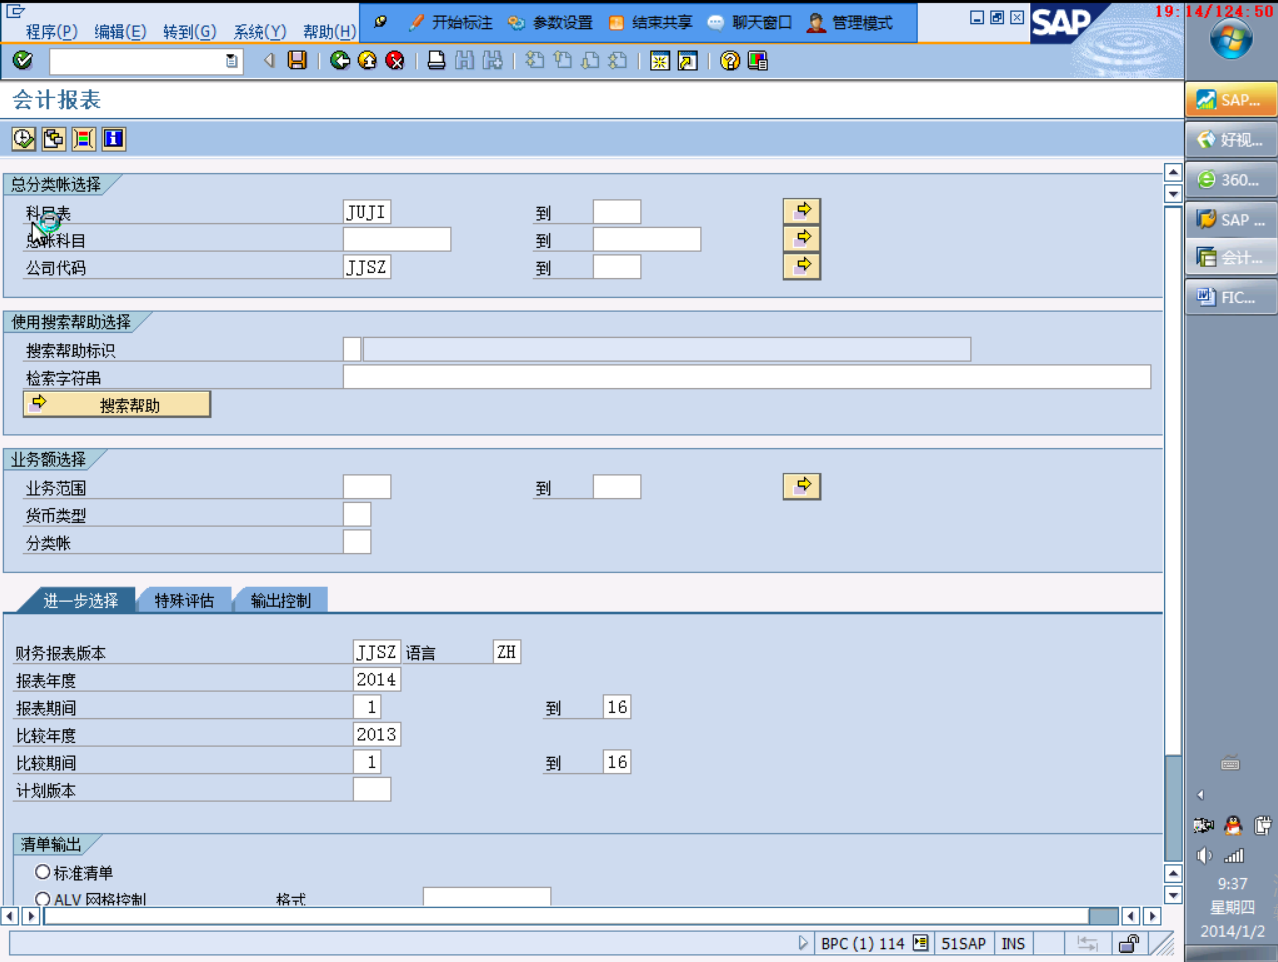 程序(P) 编辑(E) 转到(G) 系统(Y) 帮助(H) 开始标注 参数设置 结束共享 聊天窗口 管理模式 SAP 19:14/124:50
会计报表
SAP...
好视...
360...
SAP ...
会计...
FIC...
总分类帐选择
科目表 JUJI 到
总帐科目 到
公司代码 JJSZ 到
使用搜索帮助选择
搜索帮助标识
检索字符串
搜索帮助
业务额选择
业务范围 到
货币类型
分类帐
进一步选择 特殊评估 输出控制
财务报表版本 JJSZ 语言 ZH
报表年度 2014
报表期间 1 到 16
比较年度 2013
比较期间 1 到 16
计划版本
清单输出
标准清单
ALV 网格控制 格式
BPC (1) 114 51SAP INS
9:37
星期四
2014/1/2